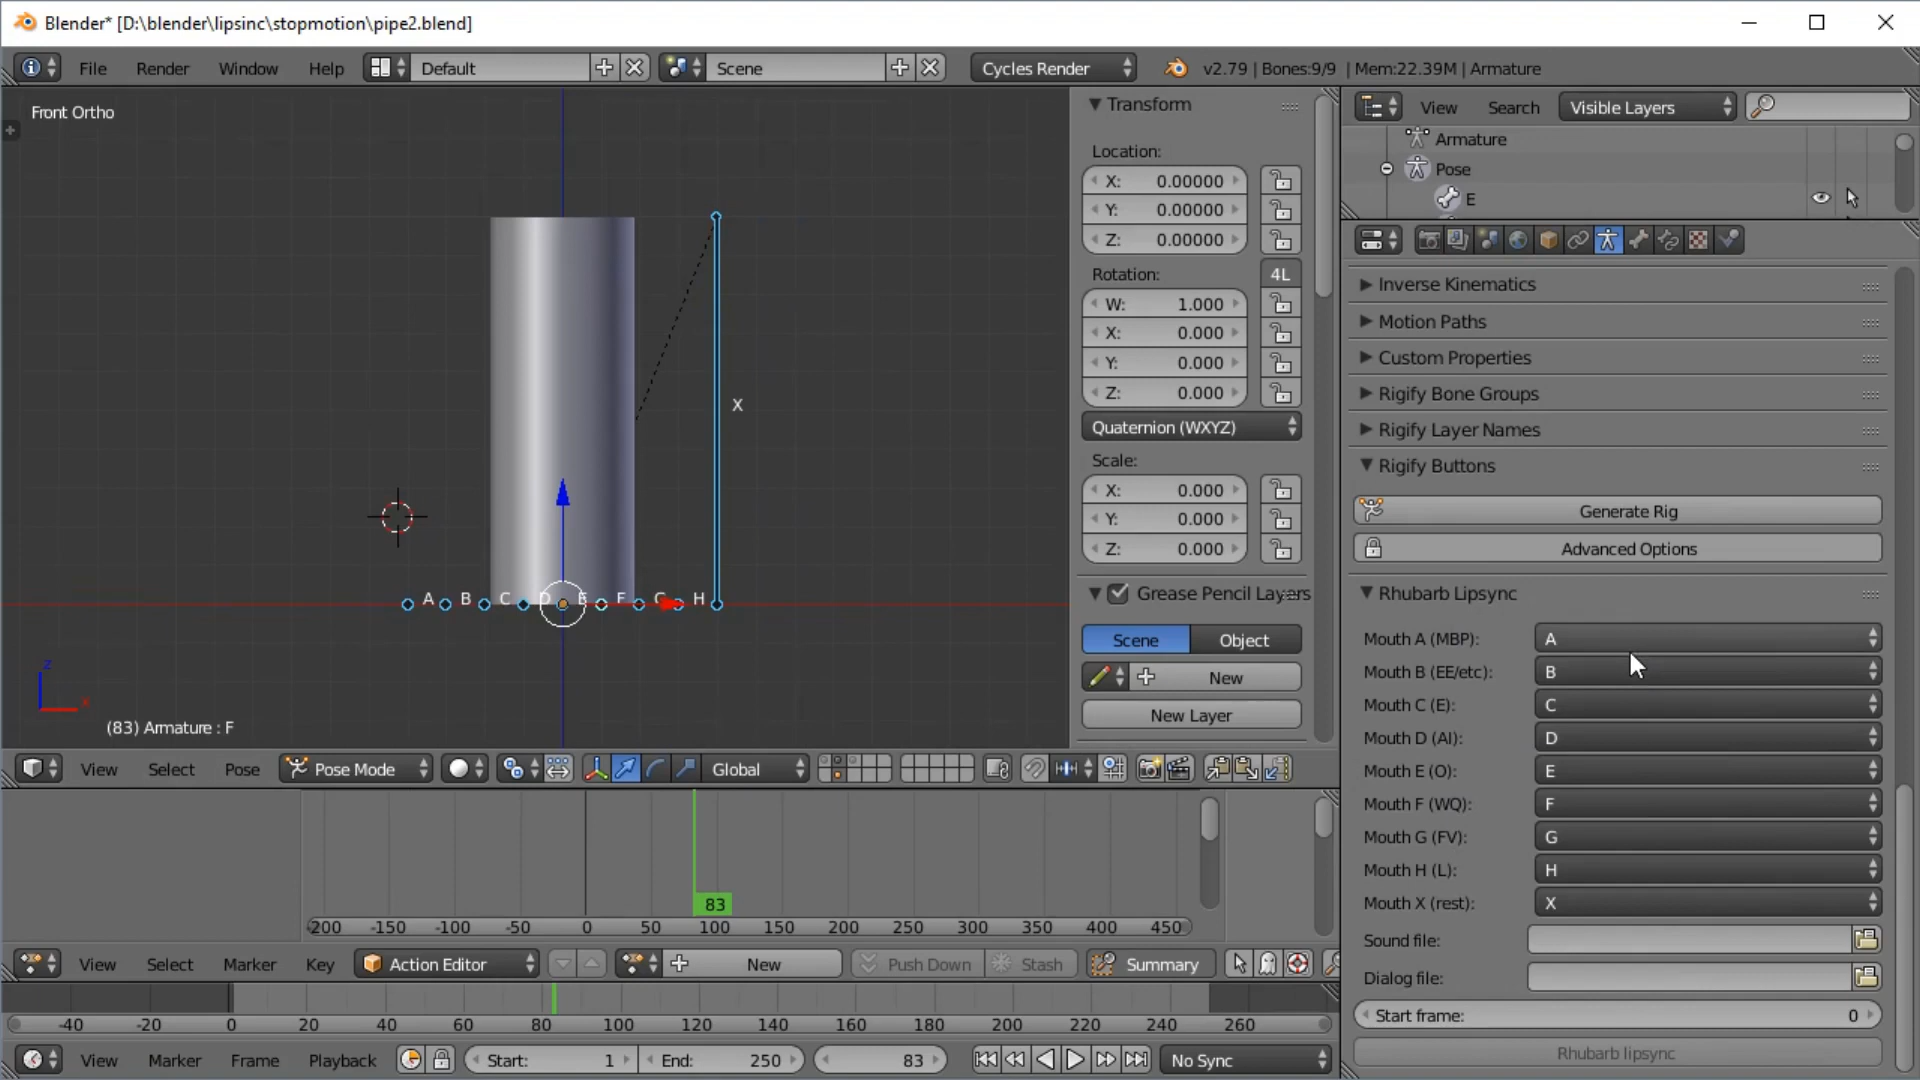 Blender* [D:\blender\lipsinc\stopmotion\pipe2.blend]
File Render Window Help Default Scene Cycles Render v2.79 | Bones:9/9 | Mem:22.39M | Armature
Front Ortho
X
A B C D E F G H
z
x
(83) Armature : F
Transform
Location:
X: 0.00000
Y: 0.00000
Z: 0.00000
Rotation: 4L
W: 1.000
X: 0.000
Y: 0.000
Z: 0.000
Quaternion (WXYZ)
Scale:
X: 0.000
Y: 0.000
Z: 0.000
Grease Pencil Layers
Scene Object
New
New Layer
View Search Visible Layers
Armature
Pose
E
Inverse Kinematics
Motion Paths
Custom Properties
Rigify Bone Groups
Rigify Layer Names
Rigify Buttons
Generate Rig
Advanced Options
Rhubarb Lipsync
Mouth A (MBP): A
Mouth B (EE/etc): B
Mouth C (E): C
Mouth D (AI): D
Mouth E (O): E
Mouth F (WQ): F
Mouth G (FV): G
Mouth H (L): H
Mouth X (rest): X
Sound file:
Dialog file:
Start frame: 0
Rhubarb lipsync
View Select Pose Pose Mode Global
83
-200 -150 -100 -50 0 50 100 150 200 250 300 350 400 450
View Select Marker Key Action Editor New Push Down Stash Summary
-40 -20 0 20 40 60 80 100 120 140 160 180 200 220 240 260
View Marker Frame Playback Start: 1 End: 250 83 No Sync